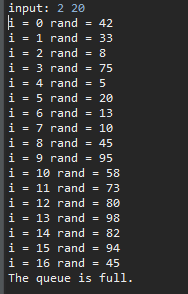 input: 2 20
i = 0 rand = 42
i = 1 rand = 33
i = 2 rand = 8
i = 3 rand = 75
i = 4 rand = 5
i = 5 rand = 20
i = 6 rand = 13
i = 7 rand = 10
i = 8 rand = 45
i = 9 rand = 95
i = 10 rand = 58
i = 11 rand = 73
i = 12 rand = 80
i = 13 rand = 98
i = 14 rand = 82
i = 15 rand = 94
i = 16 rand = 45
The queue is full.